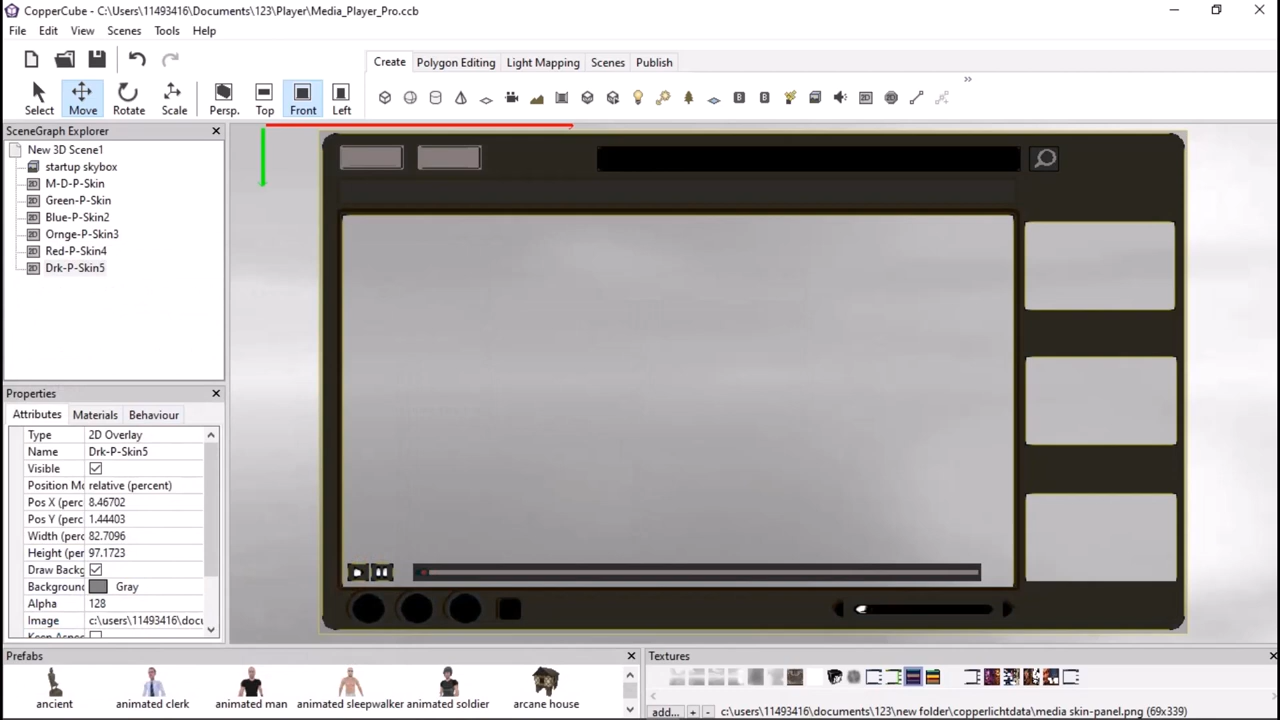 CopperCube - C:\Users\11493416\Documents\123\Player\Media_Player_Pro.ccb
File Edit View Scenes Tools Help
Create Polygon Editing Light Mapping Scenes Publish
Select Move Rotate Scale Persp. Top Front Left
SceneGraph Explorer
New 3D Scene1
startup skybox
M-D-P-Skin
Green-P-Skin
Blue-P-Skin2
Ornge-P-Skin3
Red-P-Skin4
Drk-P-Skin5
Properties
Attributes Materials Behaviour
Type 2D Overlay
Name Drk-P-Skin5
Visible
Position Mo relative (percent)
Pos X (perc 8.46702
Pos Y (perc 1.44403
Width (perc 82.7096
Height (per 97.1723
Draw Backg
Background Gray
Alpha 128
Image c:\users\11493416\docu
Keep Aspec
Prefabs
ancient animated clerk animated man animated sleepwalker animated soldier arcane house
Textures
add... + - c:\users\11493416\documents\123\new folder\copperlichtdata\media skin-panel.png (69x339)